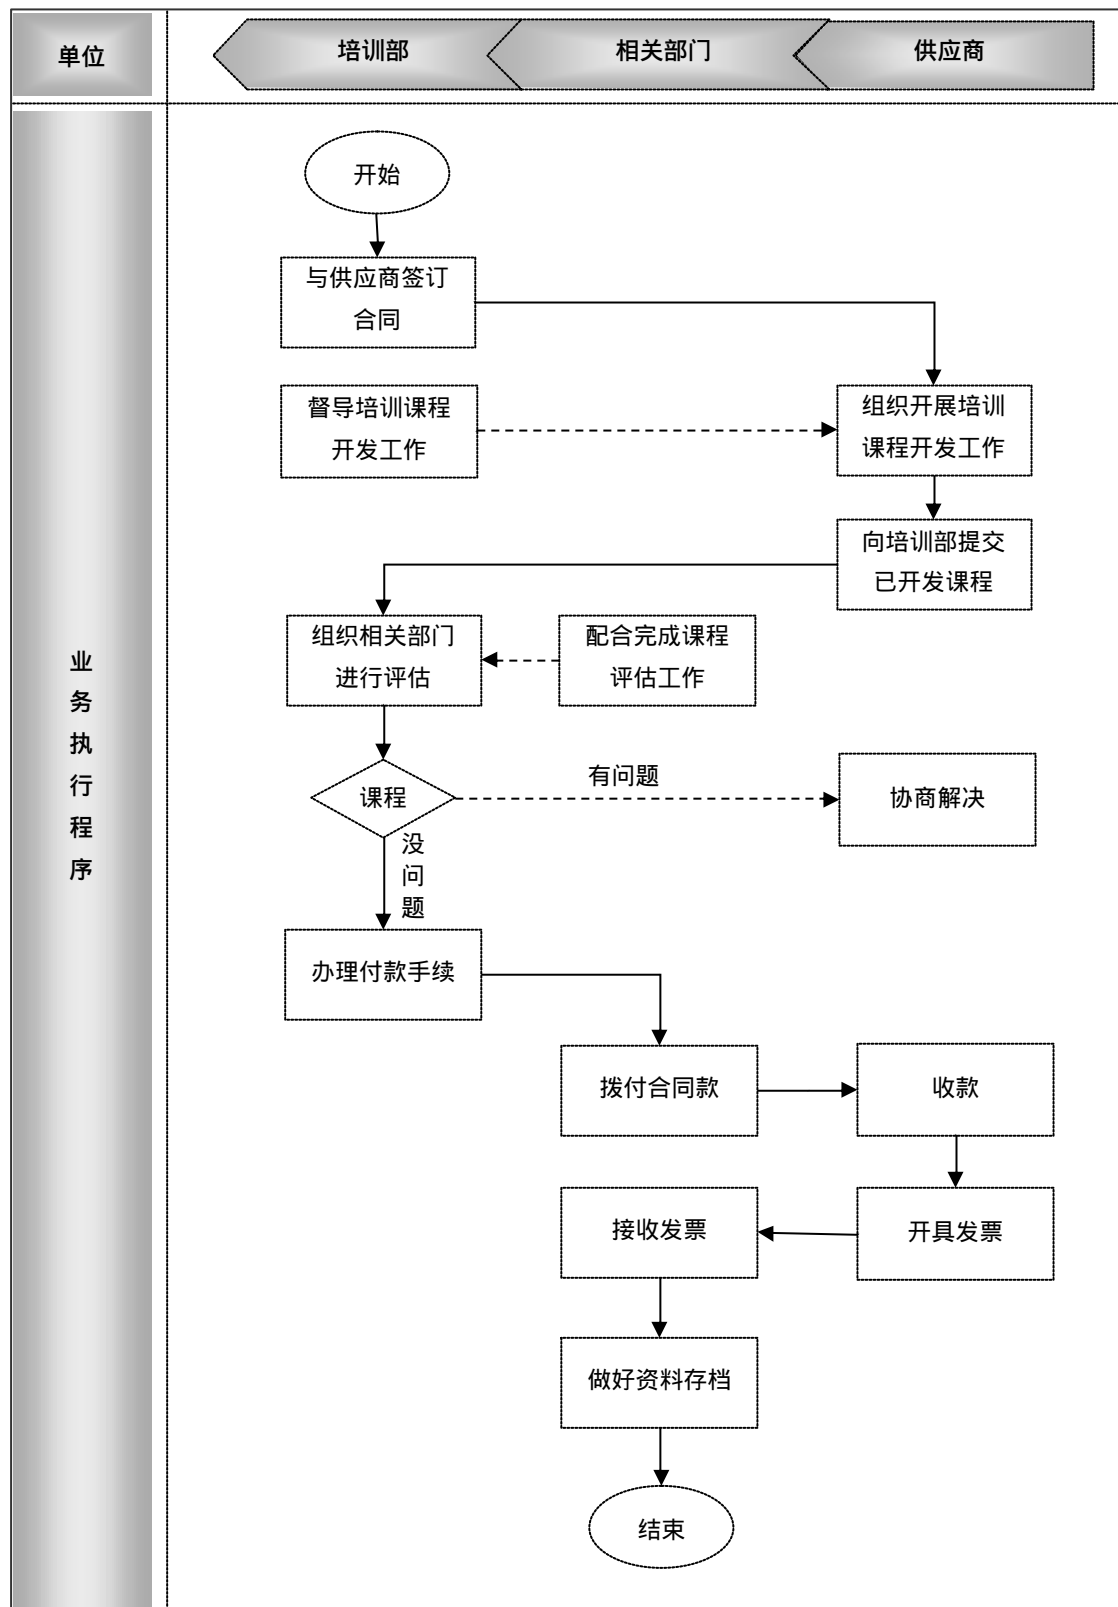 单位
培训部
相关部门
供应商
开始
与供应商签订
合同
督导培训课程
开发工作
组织开展培训
课程开发工作
向培训部提交
已开发课程
组织相关部门
进行评估
配合完成课程
评估工作
业
务
执
行
程
序
课程
有问题
协商解决
没
问
题
办理付款手续
拨付合同款
收款
接收发票
开具发票
做好资料存档
结束